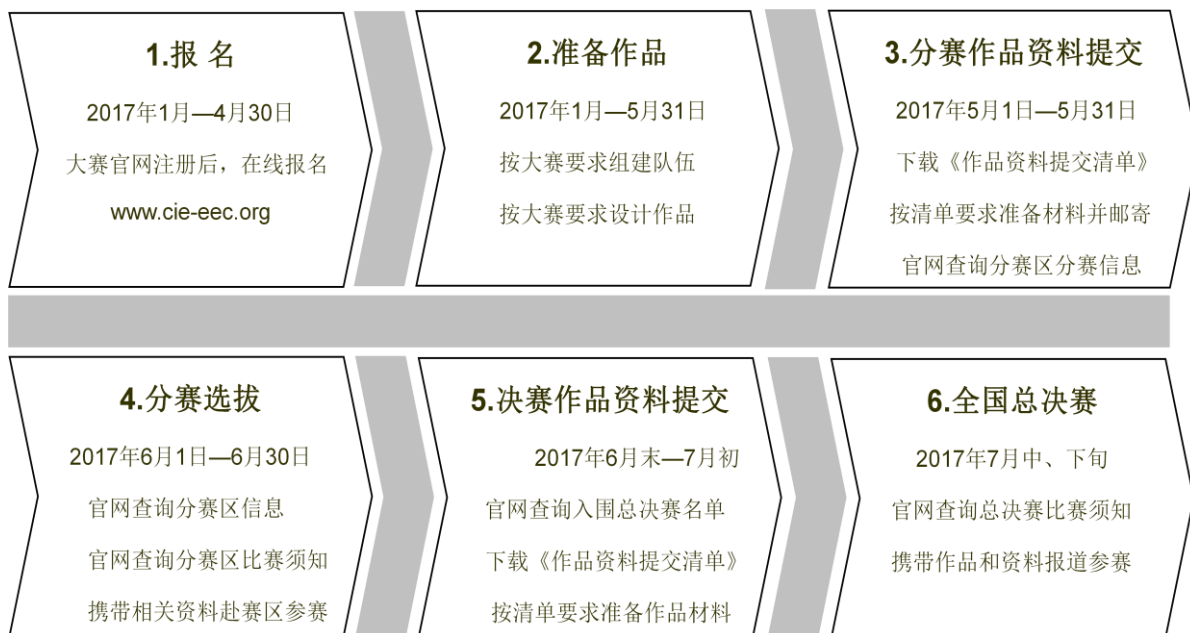 1.报 名
2017年1月—4月30日
大赛官网注册后，在线报名
www.cie-eec.org
2.准备作品
2017年1月—5月31日
按大赛要求组建队伍
按大赛要求设计作品
3.分赛作品资料提交
2017年5月1日—5月31日
下载《作品资料提交清单》
按清单要求准备材料并邮寄
官网查询分赛区分赛信息
4.分赛选拔
2017年6月1日—6月30日
官网查询分赛区信息
官网查询分赛区比赛须知
携带相关资料赴赛区参赛
5.决赛作品资料提交
2017年6月末—7月初
官网查询入围总决赛名单
下载《作品资料提交清单》
按清单要求准备作品材料
6.全国总决赛
2017年7月中、下旬
官网查询总决赛比赛须知
携带作品和资料报道参赛